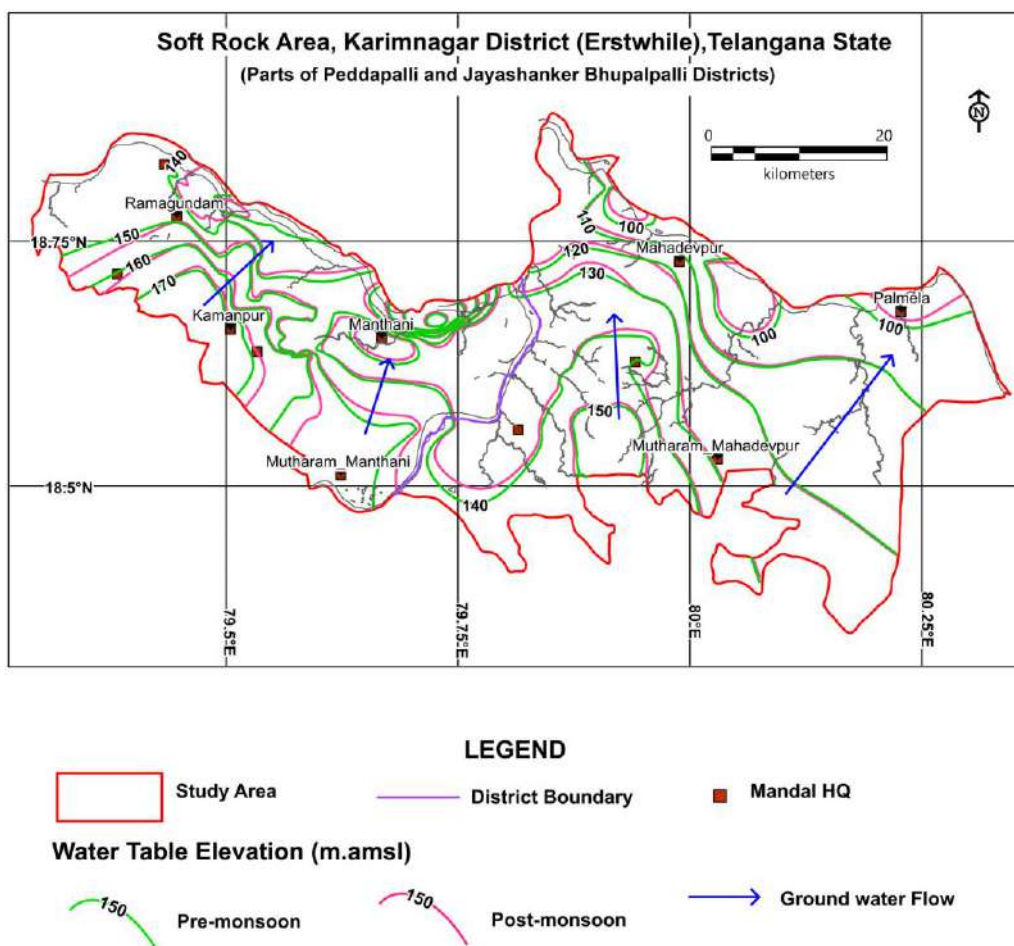 Soft Rock Area, Karimnagar District (Erstwhile),Telangana State
(Parts of Peddapalli and Jayashanker Bhupalpalli Districts)
N
0 20
kilometers
140
Ramagundam
18.75°N
150
160
170
Kamanpur
Manthani
Mutharam_Manthani
18.5°N
110
100
120
Mahadevpur
130
100
Palmela
100
150
Mutharam_Mahadevpur
140
79.5°E
79.75°E
80°E
80.25°E
LEGEND
Study Area
District Boundary
Mandal HQ
Water Table Elevation (m.amsl)
150
Pre-monsoon
150
Post-monsoon
Ground water Flow